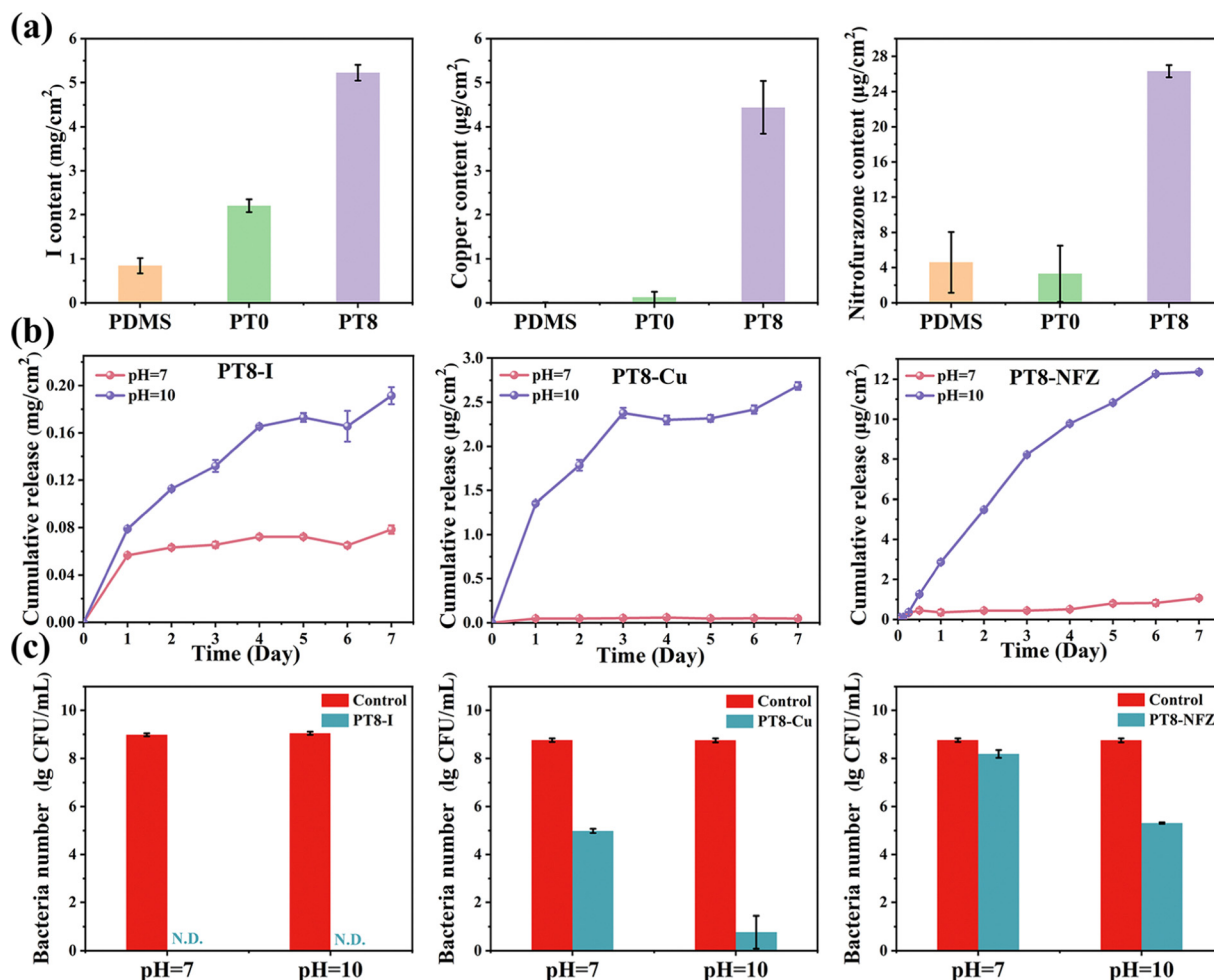 (a)
I content (mg/cm²)
6
5
4
3
2
1
0
PDMS PT0 PT8
Copper content (μg/cm²)
6
5
4
3
2
1
0
PDMS PT0 PT8
Nitrofurazone content (μg/cm²)
28
24
20
16
12
8
4
0
PDMS PT0 PT8
(b)
PT8-I
pH=7
pH=10
Cumulative release (mg/cm²)
0.20
0.16
0.12
0.08
0.04
0.00
0 1 2 3 4 5 6 7
Time (Day)
PT8-Cu
pH=7
pH=10
Cumulative release (μg/cm²)
3.0
2.5
2.0
1.5
1.0
0.5
0.0
0 1 2 3 4 5 6 7
Time (Day)
PT8-NFZ
pH=7
pH=10
Cumulative release (μg/cm²)
12
10
8
6
4
2
0
0 1 2 3 4 5 6 7
Time (Day)
(c)
Control
PT8-I
Bacteria number (lg CFU/mL)
10
8
6
4
2
0
N.D. N.D.
pH=7 pH=10
Control
PT8-Cu
Bacteria number (lg CFU/mL)
10
8
6
4
2
0
pH=7 pH=10
Control
PT8-NFZ
Bacteria number (lg CFU/mL)
10
8
6
4
2
0
pH=7 pH=10